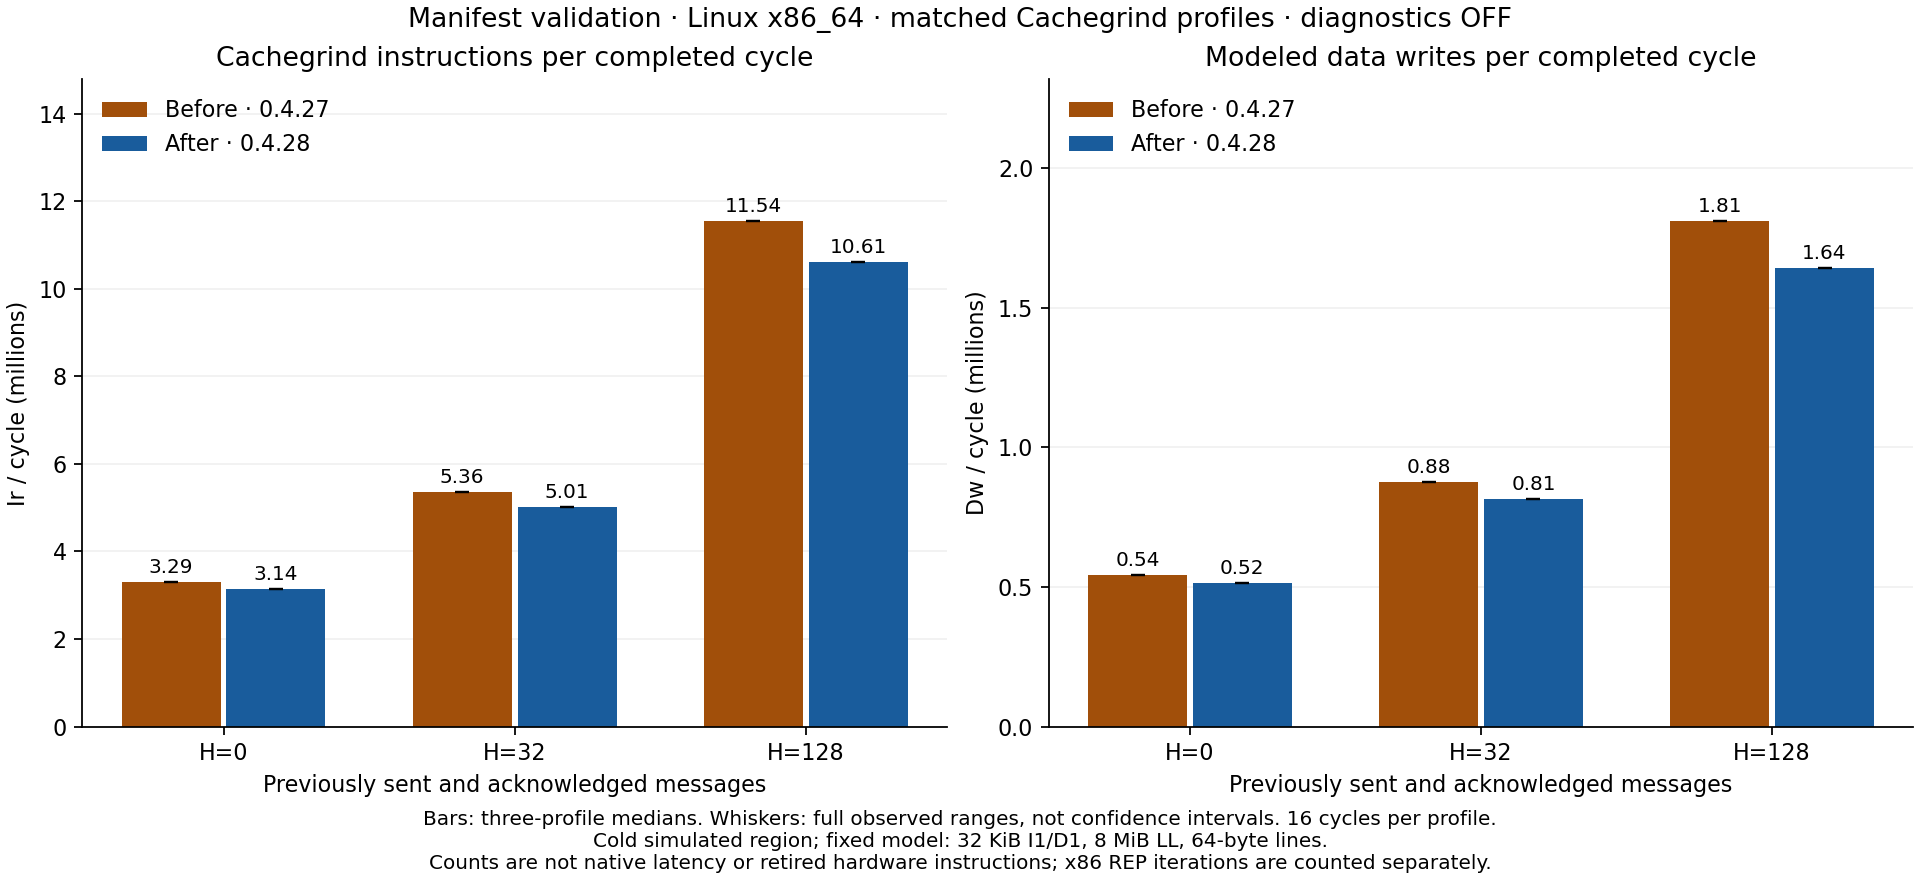 Manifest validation · Linux x86_64 · matched Cachegrind profiles · diagnostics OFF
Cachegrind instructions per completed cycle
Ir / cycle (millions)
14
12
10
8
6
4
2
0
Before · 0.4.27
After · 0.4.28
3.29
3.14
5.36
5.01
11.54
10.61
H=0
H=32
H=128
Previously sent and acknowledged messages
Modeled data writes per completed cycle
Dw / cycle (millions)
2.0
1.5
1.0
0.5
0.0
Before · 0.4.27
After · 0.4.28
0.54
0.52
0.88
0.81
1.81
1.64
H=0
H=32
H=128
Previously sent and acknowledged messages
Bars: three-profile medians. Whiskers: full observed ranges, not confidence intervals. 16 cycles per profile.
Cold simulated region; fixed model: 32 KiB I1/D1, 8 MiB LL, 64-byte lines.
Counts are not native latency or retired hardware instructions; x86 REP iterations are counted separately.